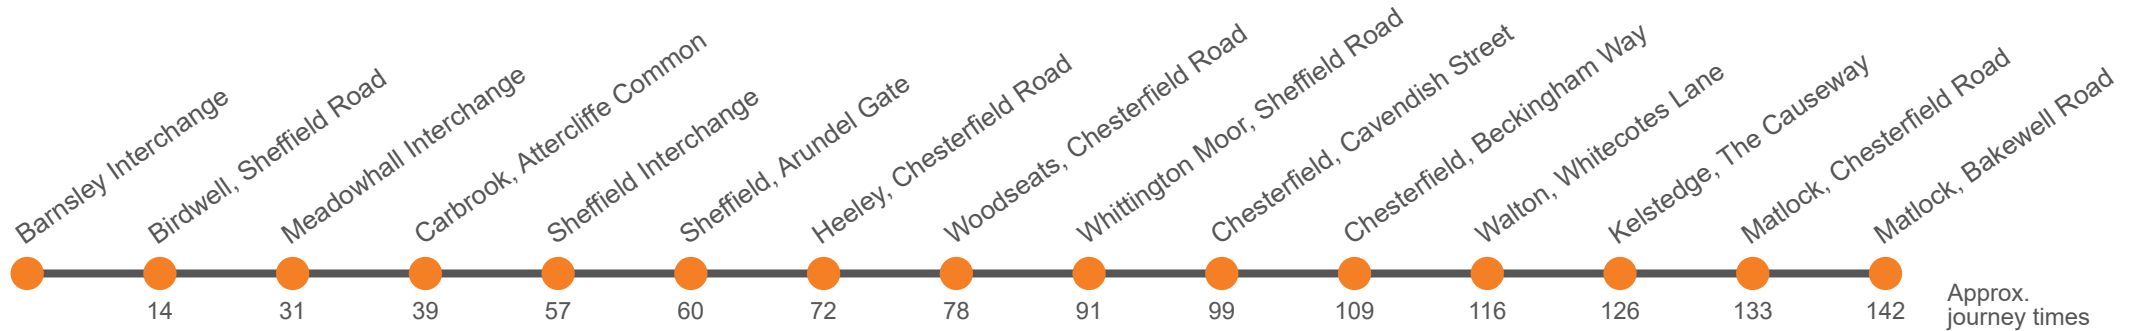 Barnsley Interchange
Birdwell, Sheffield Road
Meadowhall Interchange
Carbrook, Attercliffe Common
Sheffield Interchange
Sheffield, Arundel Gate
Heeley, Chesterfield Road
Woodseats, Chesterfield Road
Whittington Moor, Sheffield Road
Chesterfield, Cavendish Street
Chesterfield, Beckingham Way
Walton, Whitecotes Lane
Kelstedge, The Causeway
Matlock, Chesterfield Road
Matlock, Bakewell Road
14 31 39 57 60 72 78 91 99 109 116 126 133 142
Approx.
journey times